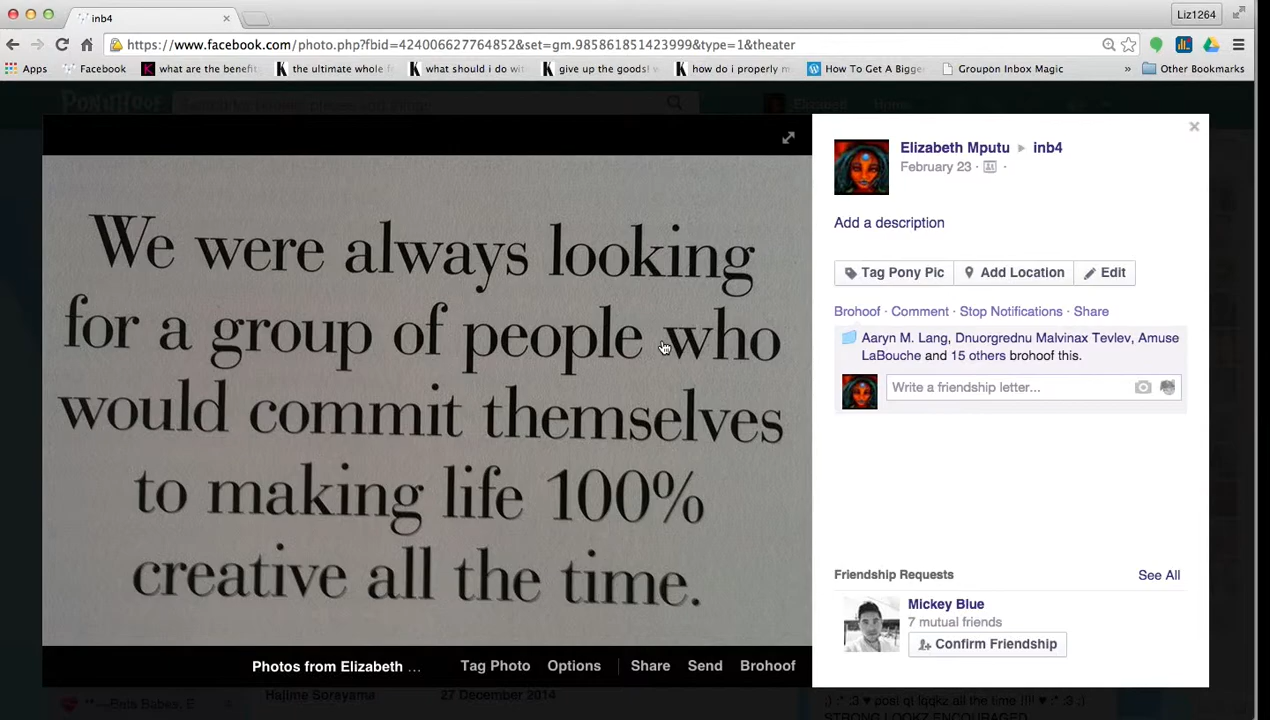 inb4
Liz1264
https://www.facebook.com/photo.php?fbid=424006627764852&set=gm.985861851423999&type=1&theater
Apps
Facebook
what are the benefit
the ultimate whole f
what should i do wit
give up the goods!
how do i properly m
How To Get A Bigge
Groupon Inbox Magic
»
Other Bookmarks
Home
We were always looking
for a group of people who
would commit themselves
to making life 100%
creative all the time.
Photos from Elizabeth ...
Tag Photo
Options
Share
Send
Brohoof
Elizabeth Mputu ▸ inb4
February 23 ·
Add a description
Tag Pony Pic
Add Location
Edit
Brohoof · Comment · Stop Notifications · Share
Aaryn M. Lang, Dnuorgrednu Malvinax Tevlev, Amuse
LaBouche and 15 others brohoof this.
Write a friendship letter...
Friendship Requests
See All
Mickey Blue
7 mutual friends
Confirm Friendship
Hajime Sorayama
27 December 2014
STRONG LOOKZ ENCOURAGED